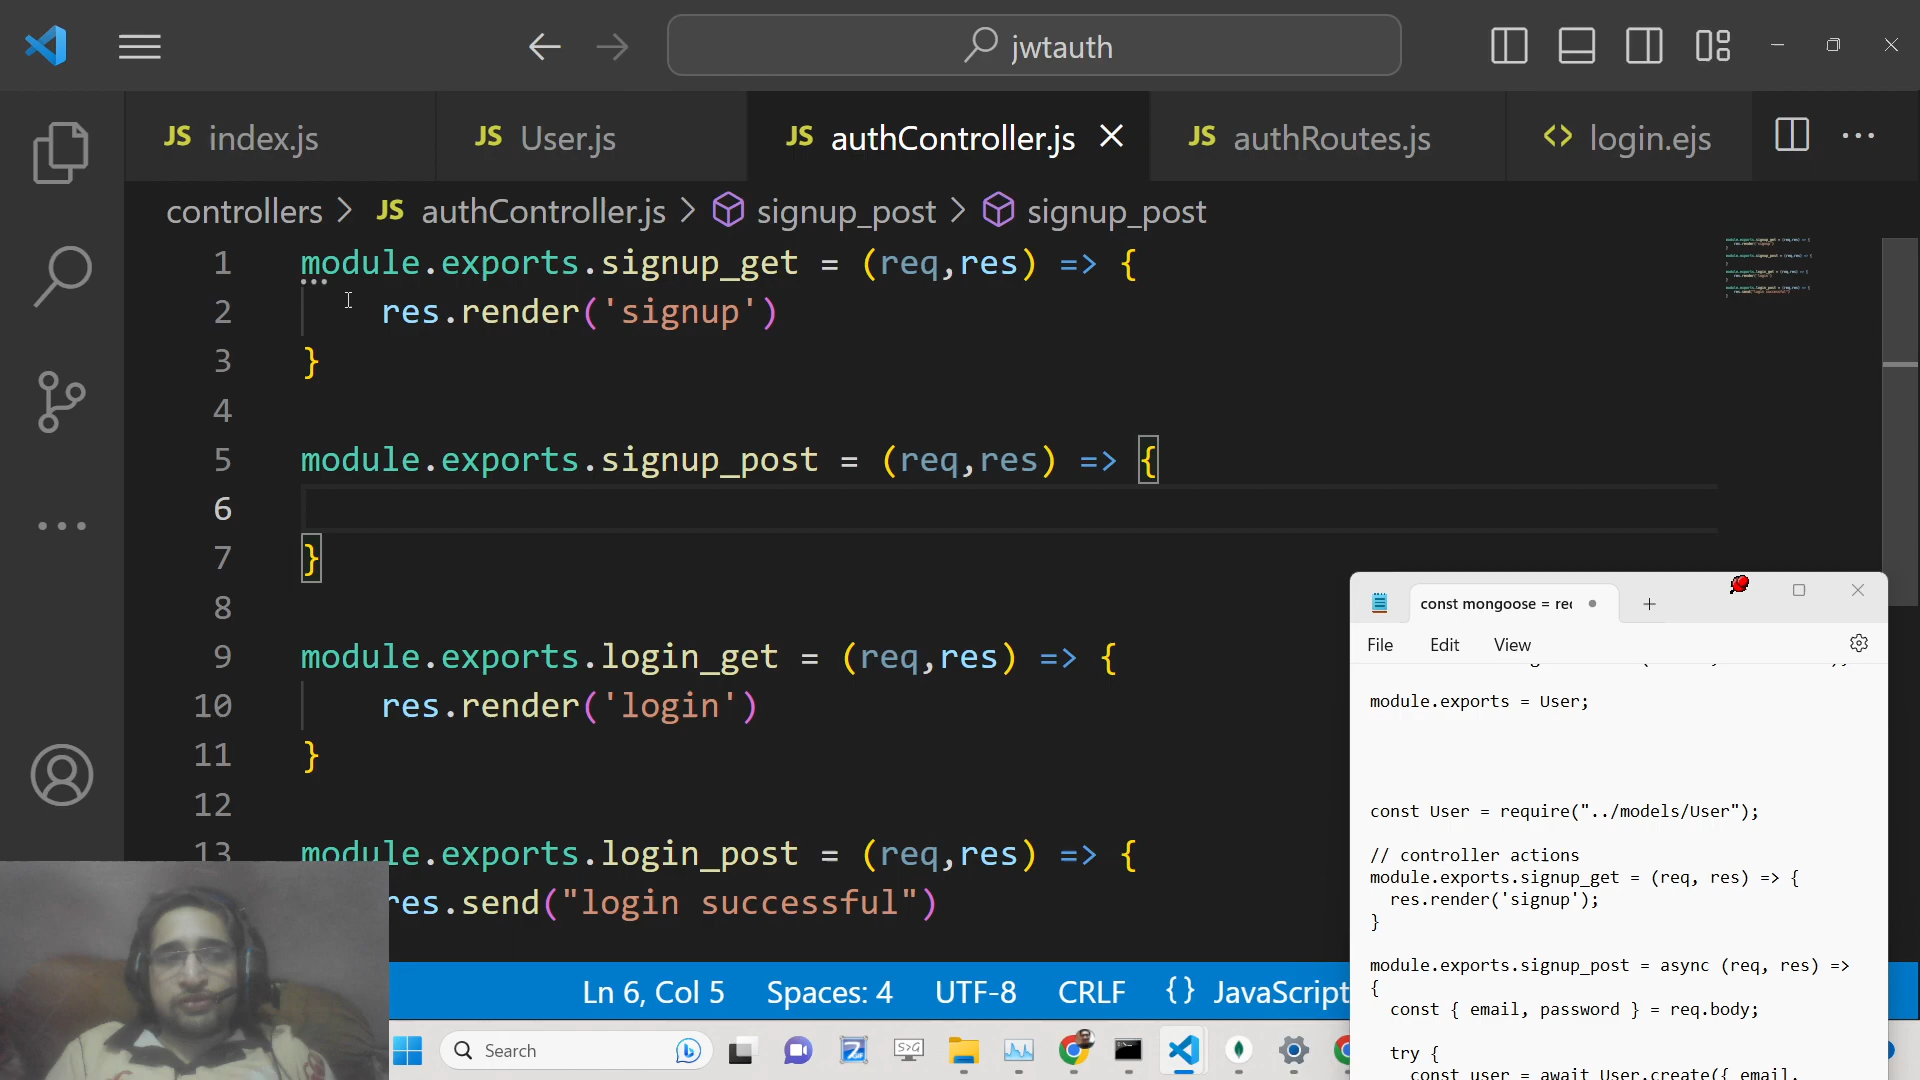 jwtauth
JS index.js
JS User.js
JS authController.js
JS authRoutes.js
<> login.ejs
controllers > JS authController.js > signup_post > signup_post
1 module.exports.signup_get = (req,res) => {
2 res.render('signup')
3 }
4
5 module.exports.signup_post = (req,res) => {
6
7 }
8
9 module.exports.login_get = (req,res) => {
10 res.render('login')
11 }
12
13 module.exports.login_post = (req,res) => {
res.send("login successful")
Ln 6, Col 5 Spaces: 4 UTF-8 CRLF {} JavaScript
Search
const mongoose = rec
File Edit View
module.exports = User;
const User = require("../models/User");
// controller actions
module.exports.signup_get = (req, res) => {
res.render('signup');
}
module.exports.signup_post = async (req, res) =>
{
const { email, password } = req.body;
try {
const user = await User.create({ email,